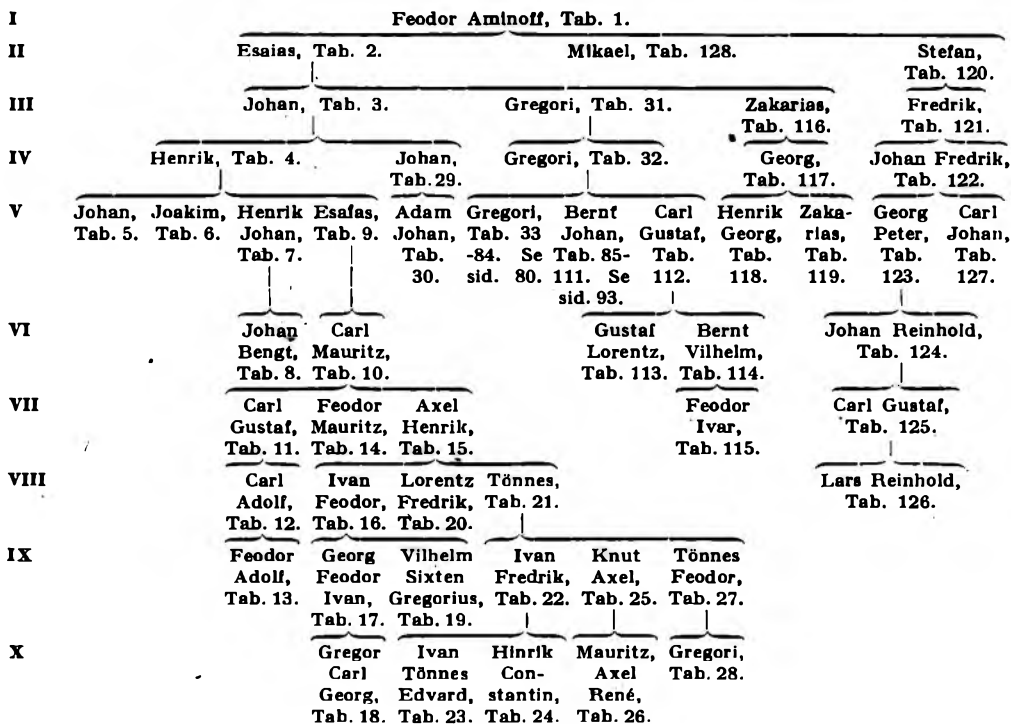 I Feodor Aminoff, Tab. 1.
II Esaias, Tab. 2. Mikael, Tab. 128. Stefan,
Tab. 120.
III Johan, Tab. 3. Gregori, Tab. 31. Zakarias, Fredrik,
Tab. 116. Tab. 121.
IV Henrik, Tab. 4. Johan, Gregori, Tab. 32. Georg, Johan Fredrik,
Tab. 29. Tab. 117. Tab. 122.
V Johan, Joakim, Henrik Esaias, Adam Gregori, Bernt Carl Henrik Zaka- Georg Carl
Tab. 5. Tab. 6. Johan, Tab. 9. Johan, Tab. 33 Johan, Gustaf, Georg, rias, Peter, Johan,
Tab. 7. Tab. -84. Se Tab. 85- Tab. Tab. Tab. Tab. Tab.
30. sid. 80. 111. Se 112. 118. 119. 123. 127.
sid. 93.
VI Johan Carl Gustaf Bernt Johan Reinhold,
Bengt, Mauritz, Lorentz, Vilhelm, Tab. 124.
Tab. 8. Tab. 10. Tab. 113. Tab. 114.
VII Carl Feodor Axel Feodor Carl Gustaf,
Gustaf, Mauritz, Henrik, Ivar, Tab. 125.
Tab. 11. Tab. 14. Tab. 15. Tab. 115.
VIII Carl Ivan Lorentz Tönnes, Lars Reinhold,
Adolf, Feodor, Fredrik, Tab. 21. Tab. 126.
Tab. 12. Tab. 16. Tab. 20.
IX Feodor Georg Vilhelm Ivan Knut Tönnes
Adolf, Feodor Sixten Fredrik, Axel, Feodor,
Tab. 13. Ivan, Gregorius, Tab. 22. Tab. 25. Tab. 27.
Tab. 17. Tab. 19.
X Gregor Ivan Hinrik Mauritz, Gregori,
Carl Tönnes Con- Axel Tab. 28.
Georg, Edvard, stantin, René,
Tab. 18. Tab. 23. Tab. 24. Tab. 26.